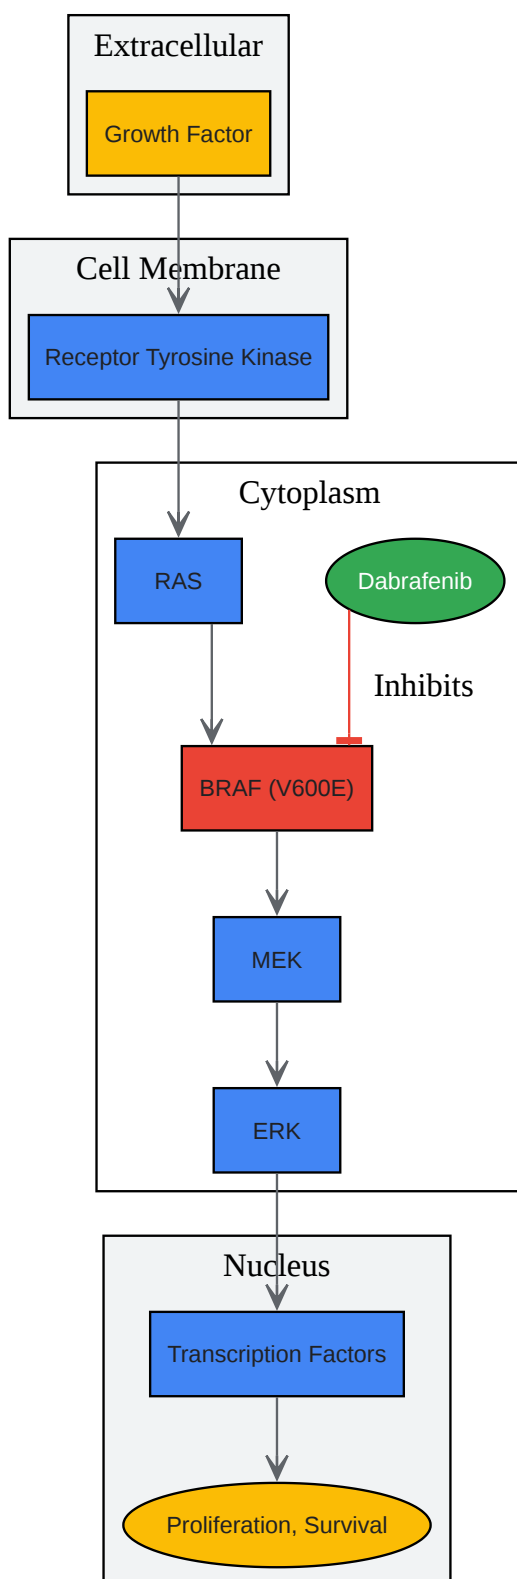 Extracellular
Growth Factor
Cell Membrane
Receptor Tyrosine Kinase
Cytoplasm
RAS
Dabrafenib
Inhibits
BRAF (V600E)
MEK
ERK
Nucleus
Transcription Factors
Proliferation, Survival